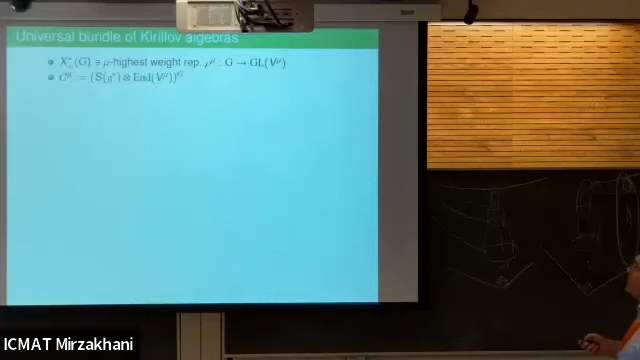 Universal bundle of Kirillov algebras
X⁺₊(G) ∋ μ-highest weight rep. ρ^μ : G → GL(V^μ)
C^μ := (S(𝔤*) ⊗ End(V^μ))^G
ICMAT Mirzakhani